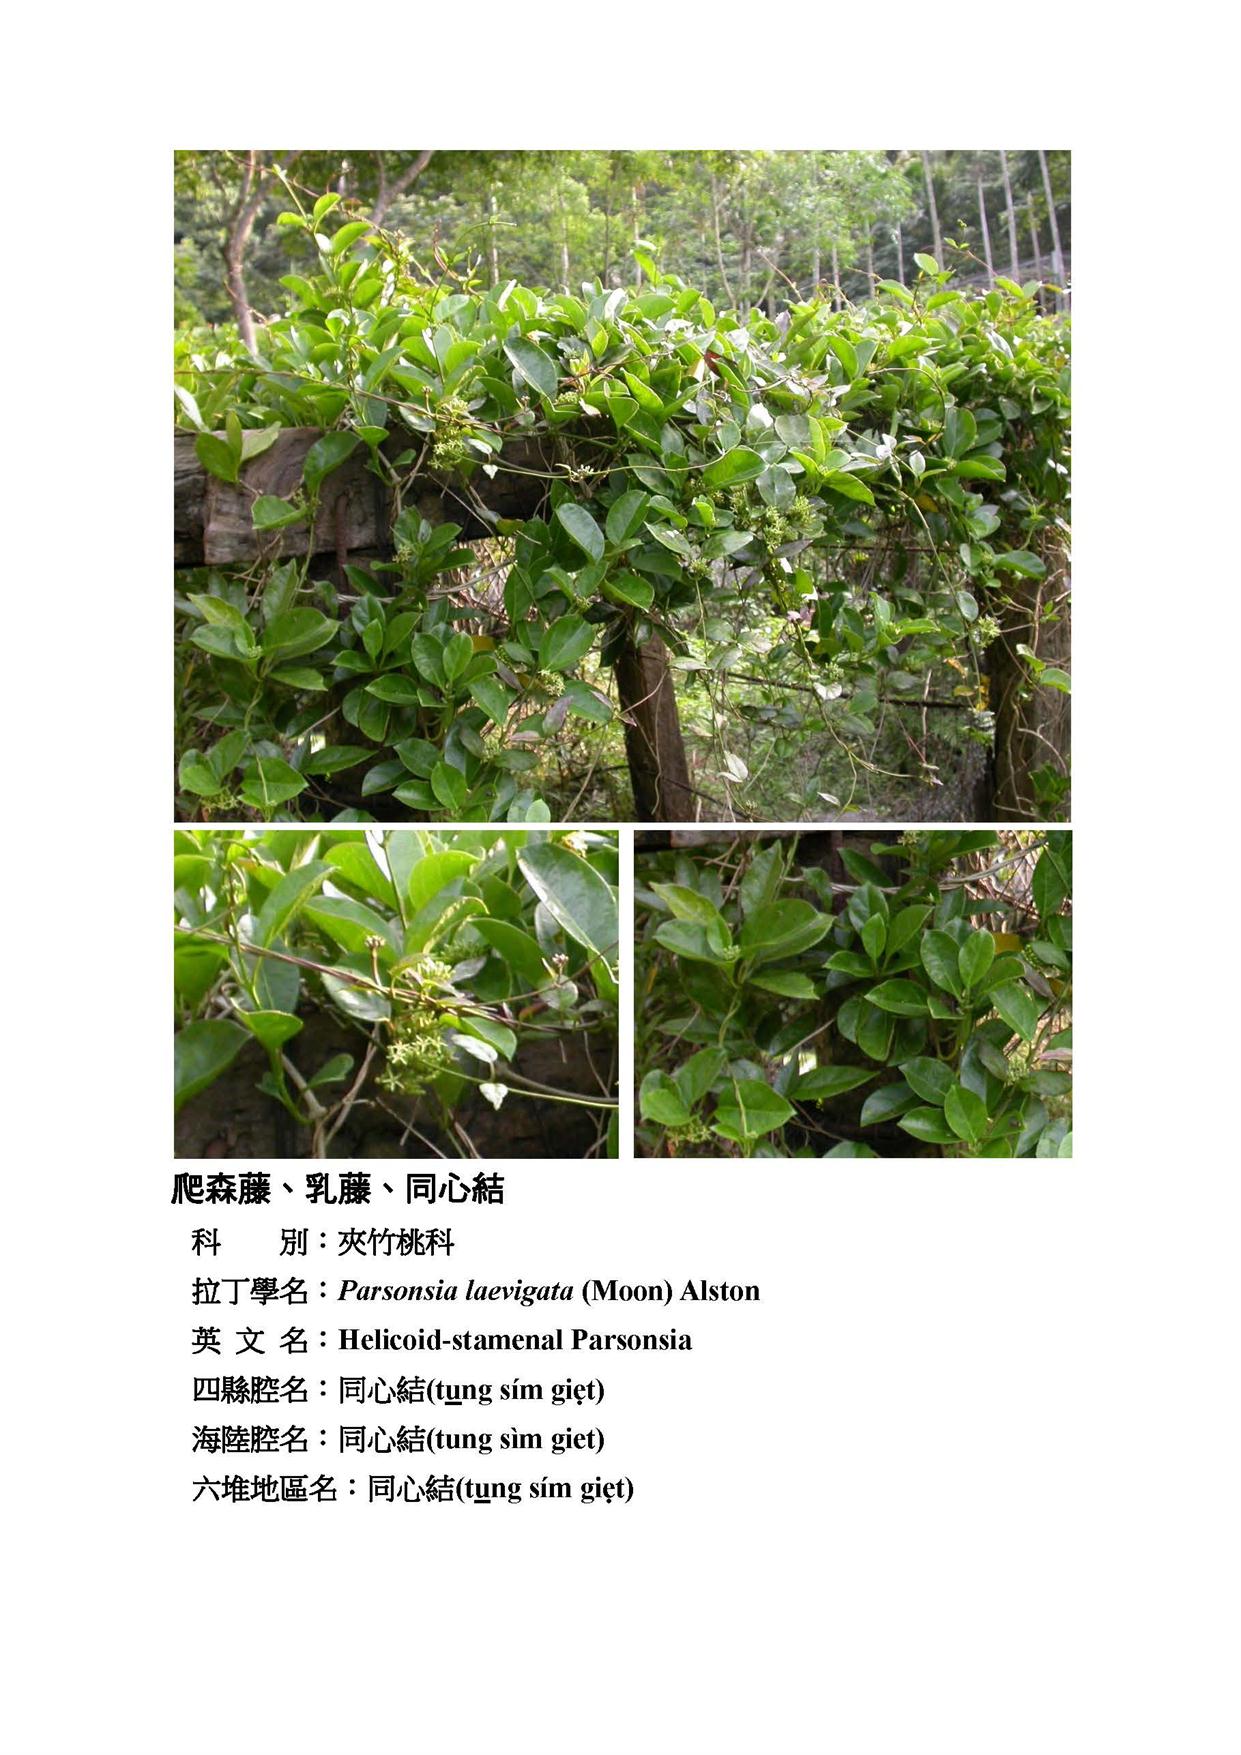 爬森藤、乳藤、同心結
科　　別：夾竹桃科
拉丁學名：Parsonsia laevigata (Moon) Alston
英 文 名：Helicoid-stamenal Parsonsia
四縣腔名：同心結(tu̲ng sím giẹt)
海陸腔名：同心結(tung sìm giet)
六堆地區名：同心結(tu̲ng sím giẹt)